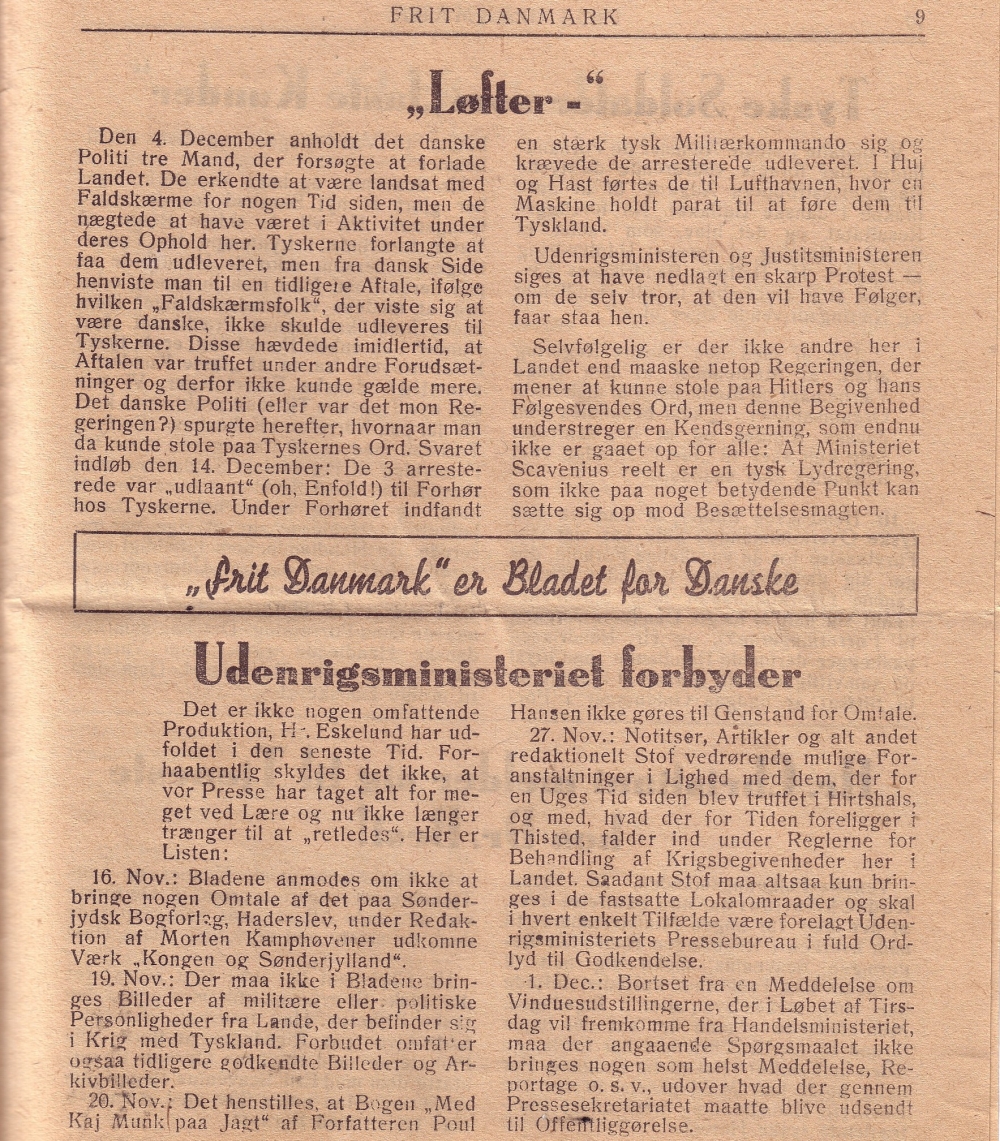 FRIT DANMARK
9
„Løfter -“
Den 4. December anholdt det danske
Politi tre Mand, der forsøgte at forlade
Landet. De erkendte at være landsat med
Faldskærme for nogen Tid siden, men de
nægtede at have været i Aktivitet under
deres Ophold her. Tyskerne forlangte at
faa dem udleveret, men fra dansk Side
henviste man til en tidligere Aftale, ifølge
hvilken „Faldskærmsfolk“, der viste sig at
være danske, ikke skulde udleveres til
Tyskerne. Disse hævdede imidlertid, at
Aftalen var truffet under andre Forudsæt-
ninger og derfor ikke kunde gælde mere.
Det danske Politi (eller var det mon Re-
geringen?) spurgte herefter, hvornaar man
da kunde stole paa Tyskernes Ord. Svaret
indløb den 14. December: De 3 arreste-
rede var „udlaant“ (oh, Enfold!) til Forhør
hos Tyskerne. Under Forhøret indfandt
en stærk tysk Militærkommando sig og
krævede de arresterede udleveret. I Huj
og Hast førtes de til Lufthavnen, hvor en
Maskine holdt parat til at føre dem til
Tyskland.
Udenrigsministeren og Justitsministeren
siges at have nedlagt en skarp Protest —
om de selv tror, at den vil have Følger,
faar staa hen.
Selvfølgelig er der ikke andre her i
Landet end maaske netop Regeringen, der
mener at kunne stole paa Hitlers og hans
Følgesvendes Ord, men denne Begivenhed
understreger en Kendsgerning, som endnu
ikke er gaaet op for alle: At Ministeriet
Scavenius reelt er en tysk Lydregering,
som ikke paa noget betydende Punkt kan
sætte sig op mod Besættelsesmagten.
„Frit Danmark“ er Bladet for Danske
Udenrigsministeriet forbyder
Det er ikke nogen omfattende
Produktion, Hr. Eskelund har ud-
foldet i den seneste Tid. For-
haabentlig skyldes det ikke, at
vor Presse har taget alt for me-
get ved Lære og nu ikke længer
trænger til at „retledes“. Her er
Listen:
16. Nov.: Bladene anmodes om ikke at
bringe nogen Omtale af det paa Sønder-
jydsk Bogforlag, Haderslev, under Redak-
tion af Morten Kamphøvener udkomne
Værk „Kongen og Sønderjylland“.
19. Nov.: Der maa ikke i Bladene brin-
ges Billeder af militære eller politiske
Personligheder fra Lande, der befinder sig
i Krig med Tyskland. Forbudet omfatter
ogsaa tidligere godkendte Billeder og Ar-
kivbilleder.
20. Nov.: Det henstilles, at Bogen „Med
Kaj Munk paa Jagt“ af Forfatteren Poul
Hansen ikke gøres til Genstand for Omtale.
27. Nov.: Notitser, Artikler og alt andet
redaktionelt Stof vedrørende mulige For-
anstaltninger i Lighed med dem, der for
en Uges Tid siden blev truffet i Hirtshals,
og med, hvad der for Tiden foreligger i
Thisted, falder ind under Reglerne for
Behandling af Krigsbegivenheder her i
Landet. Saadant Stof maa altsaa kun brin-
ges i de fastsatte Lokalomraader og skal
i hvert enkelt Tilfælde være forelagt Uden-
rigsministeriets Pressebureau i fuld Ord-
lyd til Godkendelse.
1. Dec.: Bortset fra en Meddelelse om
Vinduesudstillingerne, der i Løbet af Tirs-
dag vil fremkomme fra Handelsministeriet,
maa der angaaende Spørgsmaalet ikke
bringes nogen som helst Meddelelse, Re-
portage o. s. v., udover hvad der gennem
Pressesekretariatet maatte blive udsendt
til Offentliggørelse.